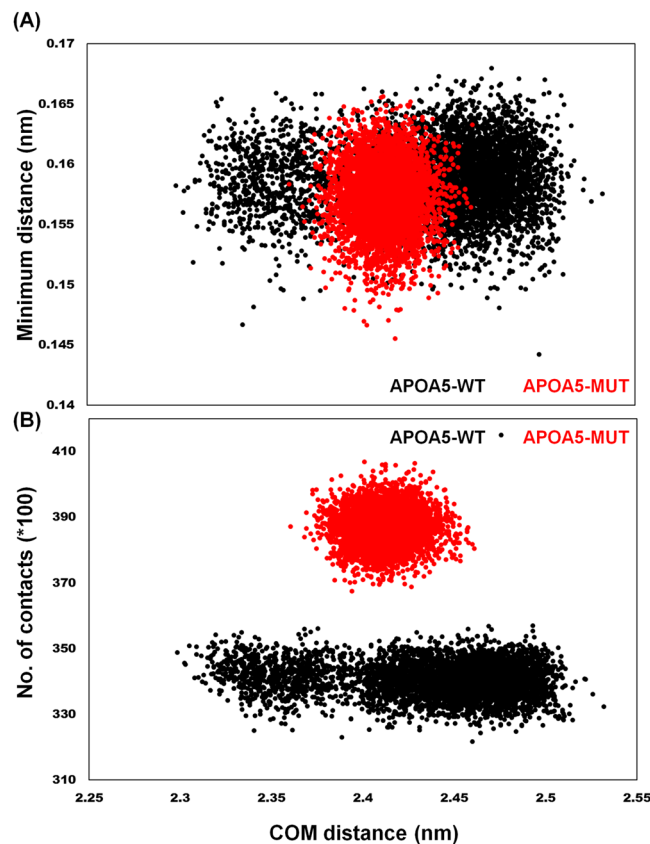 (A)
0.17
0.165
0.16
0.155
0.15
0.145
0.14
Minimum distance (nm)
APOA5-WT APOA5-MUT
(B)
APOA5-WT APOA5-MUT
410
390
370
350
330
310
No. of contacts (*100)
2.25 2.3 2.35 2.4 2.45 2.5 2.55
COM distance (nm)